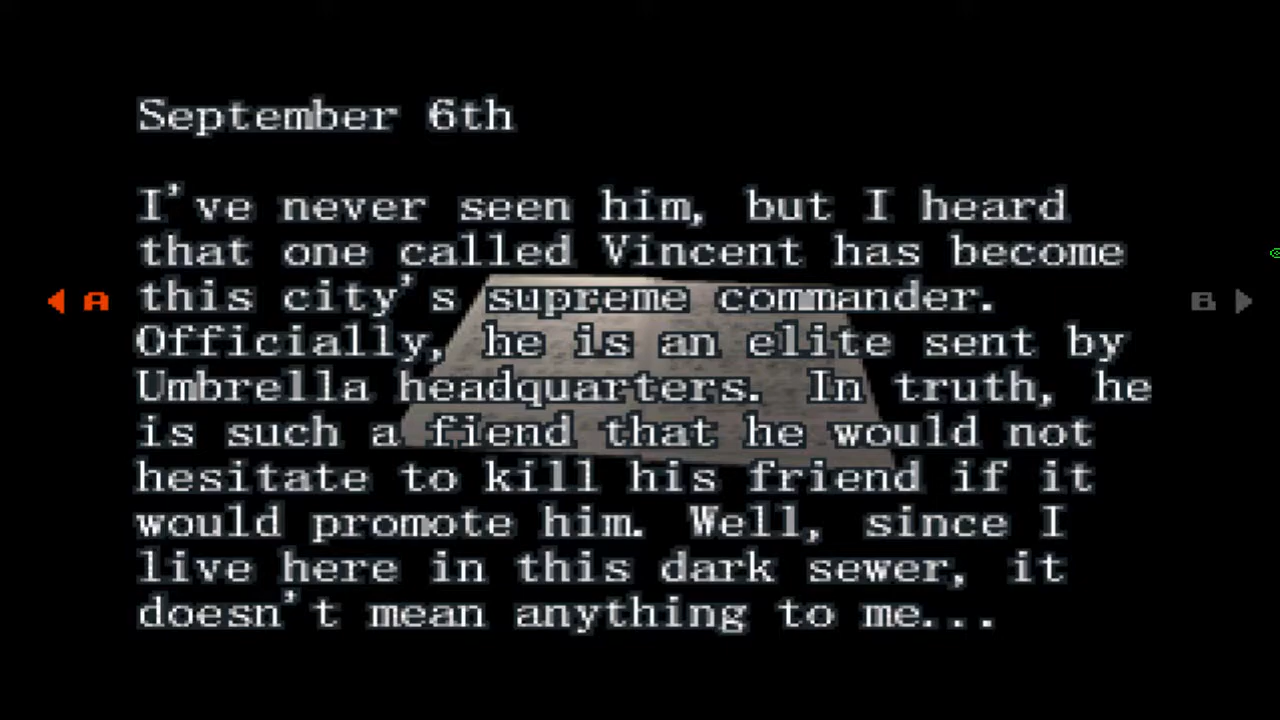 September 6th
I've never seen him, but I heard
that one called Vincent has become
A
this city's supreme commander.
B
Officially, he is an elite sent by
Umbrella headquarters. In truth, he
is such a fiend that he would not
hesitate to kill his friend if it
would promote him. Well, since I
live here in this dark sewer, it
doesn't mean anything to me...